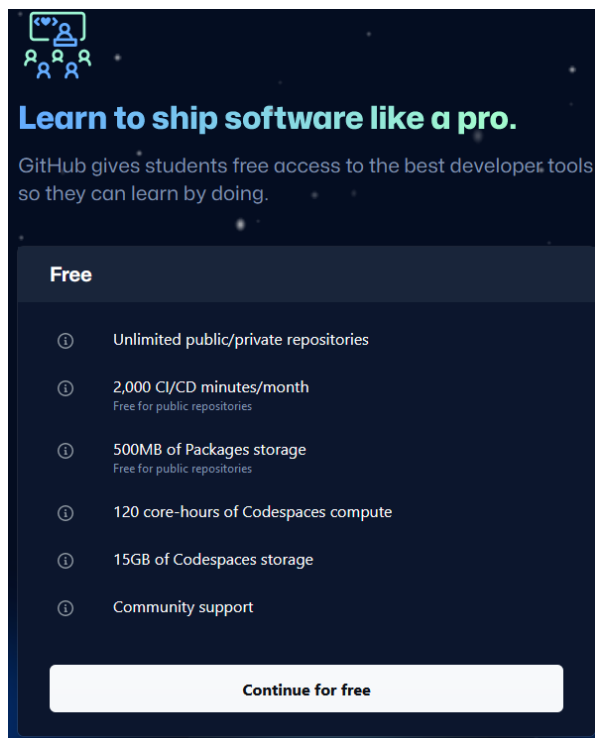 Learn to ship software like a pro.
GitHub gives students free access to the best developer tools
so they can learn by doing.
Free
Unlimited public/private repositories
2,000 CI/CD minutes/month
Free for public repositories
500MB of Packages storage
Free for public repositories
120 core-hours of Codespaces compute
15GB of Codespaces storage
Community support
Continue for free